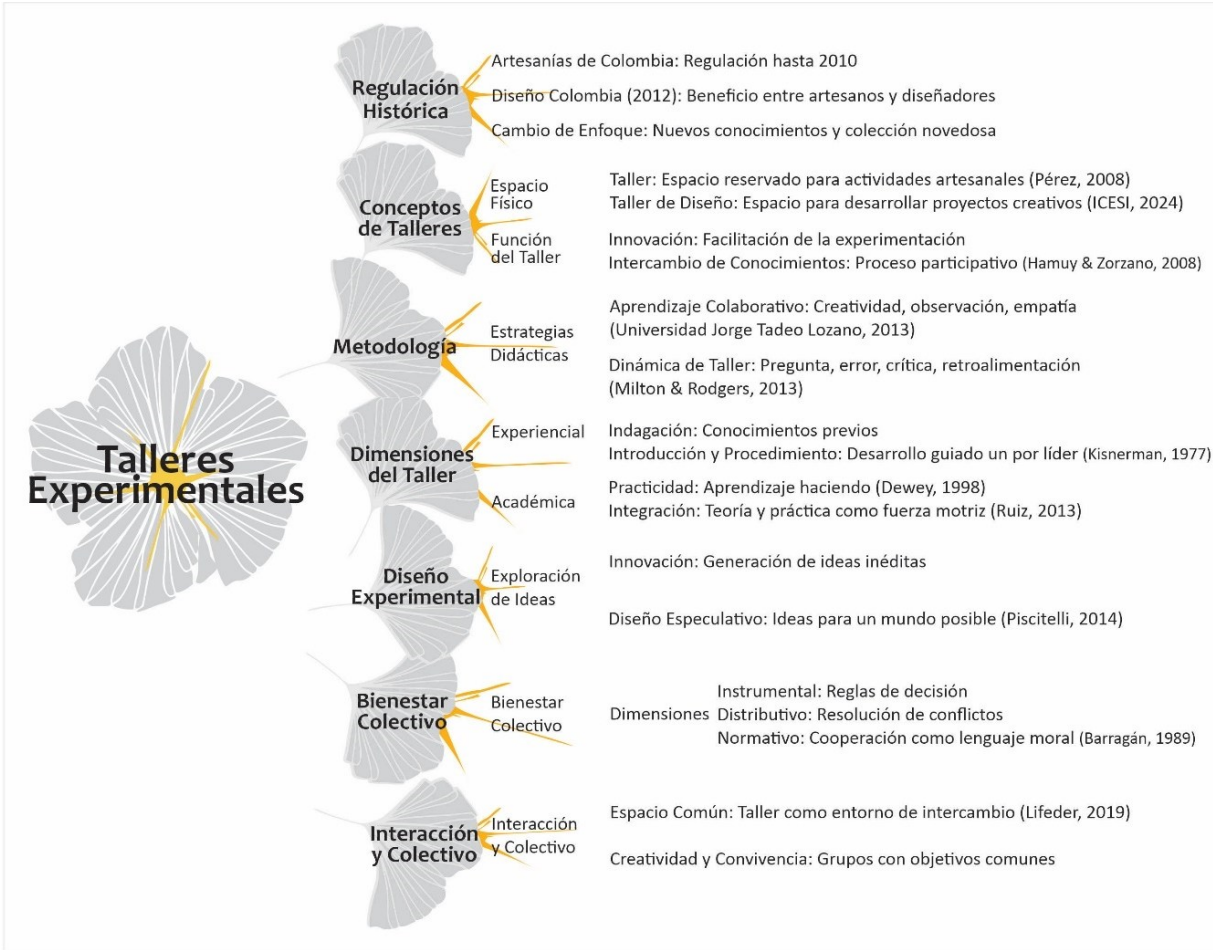 Talleres
Experimentales
Regulación
Histórica
Artesanías de Colombia: Regulación hasta 2010
Diseño Colombia (2012): Beneficio entre artesanos y diseñadores
Cambio de Enfoque: Nuevos conocimientos y colección novedosa
Conceptos
de Talleres
Espacio
Físico
Taller: Espacio reservado para actividades artesanales (Pérez, 2008)
Taller de Diseño: Espacio para desarrollar proyectos creativos (ICESI, 2024)
Función
del Taller
Innovación: Facilitación de la experimentación
Intercambio de Conocimientos: Proceso participativo (Hamuy & Zorzano, 2008)
Metodología
Estrategias
Didácticas
Aprendizaje Colaborativo: Creatividad, observación, empatía
(Universidad Jorge Tadeo Lozano, 2013)
Dinámica de Taller: Pregunta, error, crítica, retroalimentación
(Milton & Rodgers, 2013)
Dimensiones
del Taller
Experiencial
Indagación: Conocimientos previos
Introducción y Procedimiento: Desarrollo guiado un por líder (Kisnerman, 1977)
Académica
Practicidad: Aprendizaje haciendo (Dewey, 1998)
Integración: Teoría y práctica como fuerza motriz (Ruiz, 2013)
Diseño
Experimental
Exploración
de Ideas
Innovación: Generación de ideas inéditas
Diseño Especulativo: Ideas para un mundo posible (Piscitelli, 2014)
Bienestar
Colectivo
Bienestar
Colectivo
Dimensiones
Instrumental: Reglas de decisión
Distributivo: Resolución de conflictos
Normativo: Cooperación como lenguaje moral (Barragán, 1989)
Interacción
y Colectivo
Interacción
y Colectivo
Espacio Común: Taller como entorno de intercambio (Lifeder, 2019)
Creatividad y Convivencia: Grupos con objetivos comunes